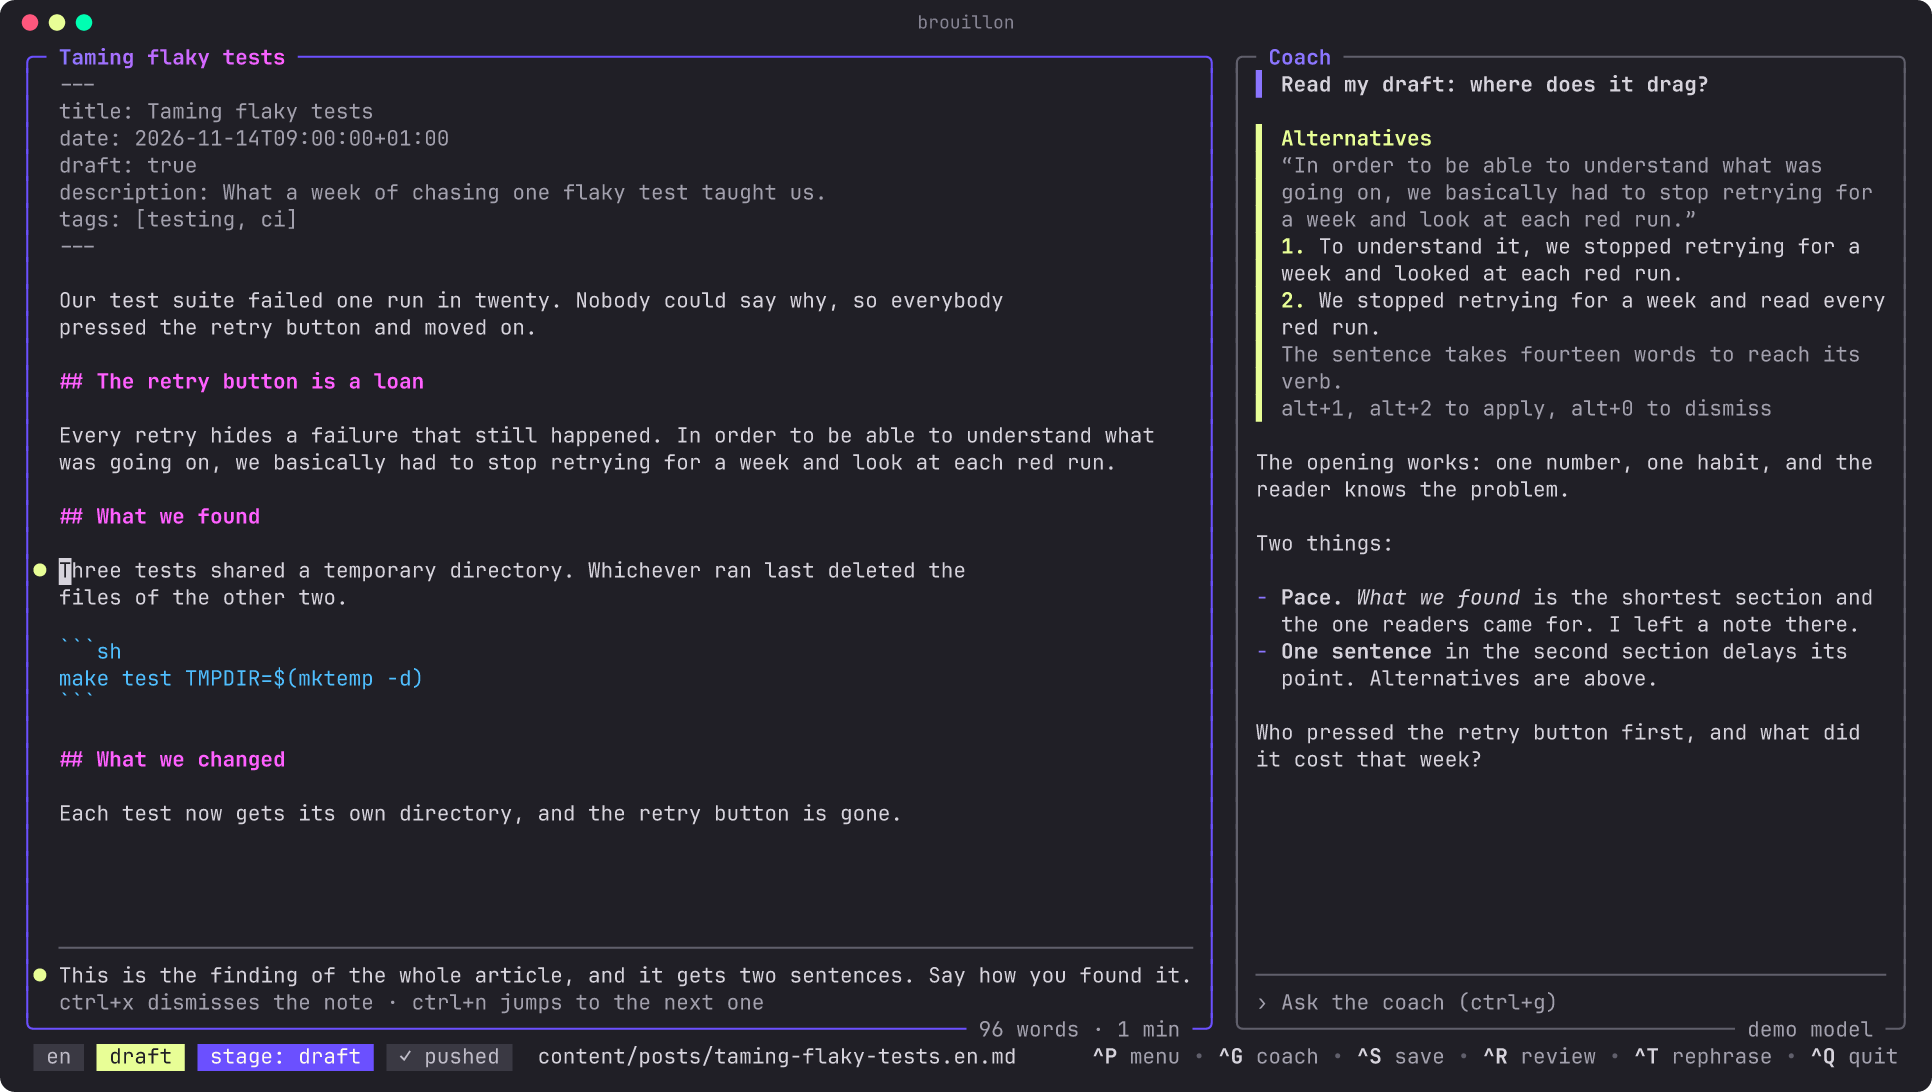 brouillon
Taming flaky tests
---
title: Taming flaky tests
date: 2026-11-14T09:00:00+01:00
draft: true
description: What a week of chasing one flaky test taught us.
tags: [testing, ci]
---
Our test suite failed one run in twenty. Nobody could say why, so everybody
pressed the retry button and moved on.
## The retry button is a loan
Every retry hides a failure that still happened. In order to be able to understand what
was going on, we basically had to stop retrying for a week and look at each red run.
## What we found
Three tests shared a temporary directory. Whichever ran last deleted the
files of the other two.
```sh
make test TMPDIR=$(mktemp -d)
```
## What we changed
Each test now gets its own directory, and the retry button is gone.
This is the finding of the whole article, and it gets two sentences. Say how you found it.
ctrl+x dismisses the note · ctrl+n jumps to the next one
96 words · 1 min
Coach
Read my draft: where does it drag?
Alternatives
“In order to be able to understand what was
going on, we basically had to stop retrying for
a week and look at each red run.”
1. To understand it, we stopped retrying for a
week and looked at each red run.
2. We stopped retrying for a week and read every
red run.
The sentence takes fourteen words to reach its
verb.
alt+1, alt+2 to apply, alt+0 to dismiss
The opening works: one number, one habit, and the
reader knows the problem.
Two things:
- Pace. What we found is the shortest section and
the one readers came for. I left a note there.
- One sentence in the second section delays its
point. Alternatives are above.
Who pressed the retry button first, and what did
it cost that week?
› Ask the coach (ctrl+g)
demo model
en draft stage: draft ✓ pushed content/posts/taming-flaky-tests.en.md ^P menu • ^G coach • ^S save • ^R review • ^T rephrase • ^Q quit